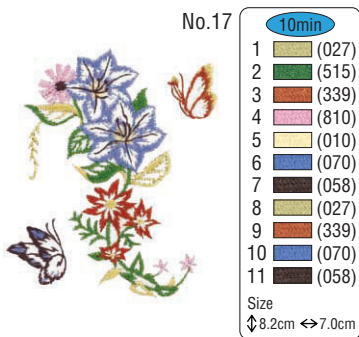 No.17
10min
1 (027)
2 (515)
3 (339)
4 (810)
5 (010)
6 (070)
7 (058)
8 (027)
9 (339)
10 (070)
11 (058)
Size
↕8.2cm ↔7.0cm